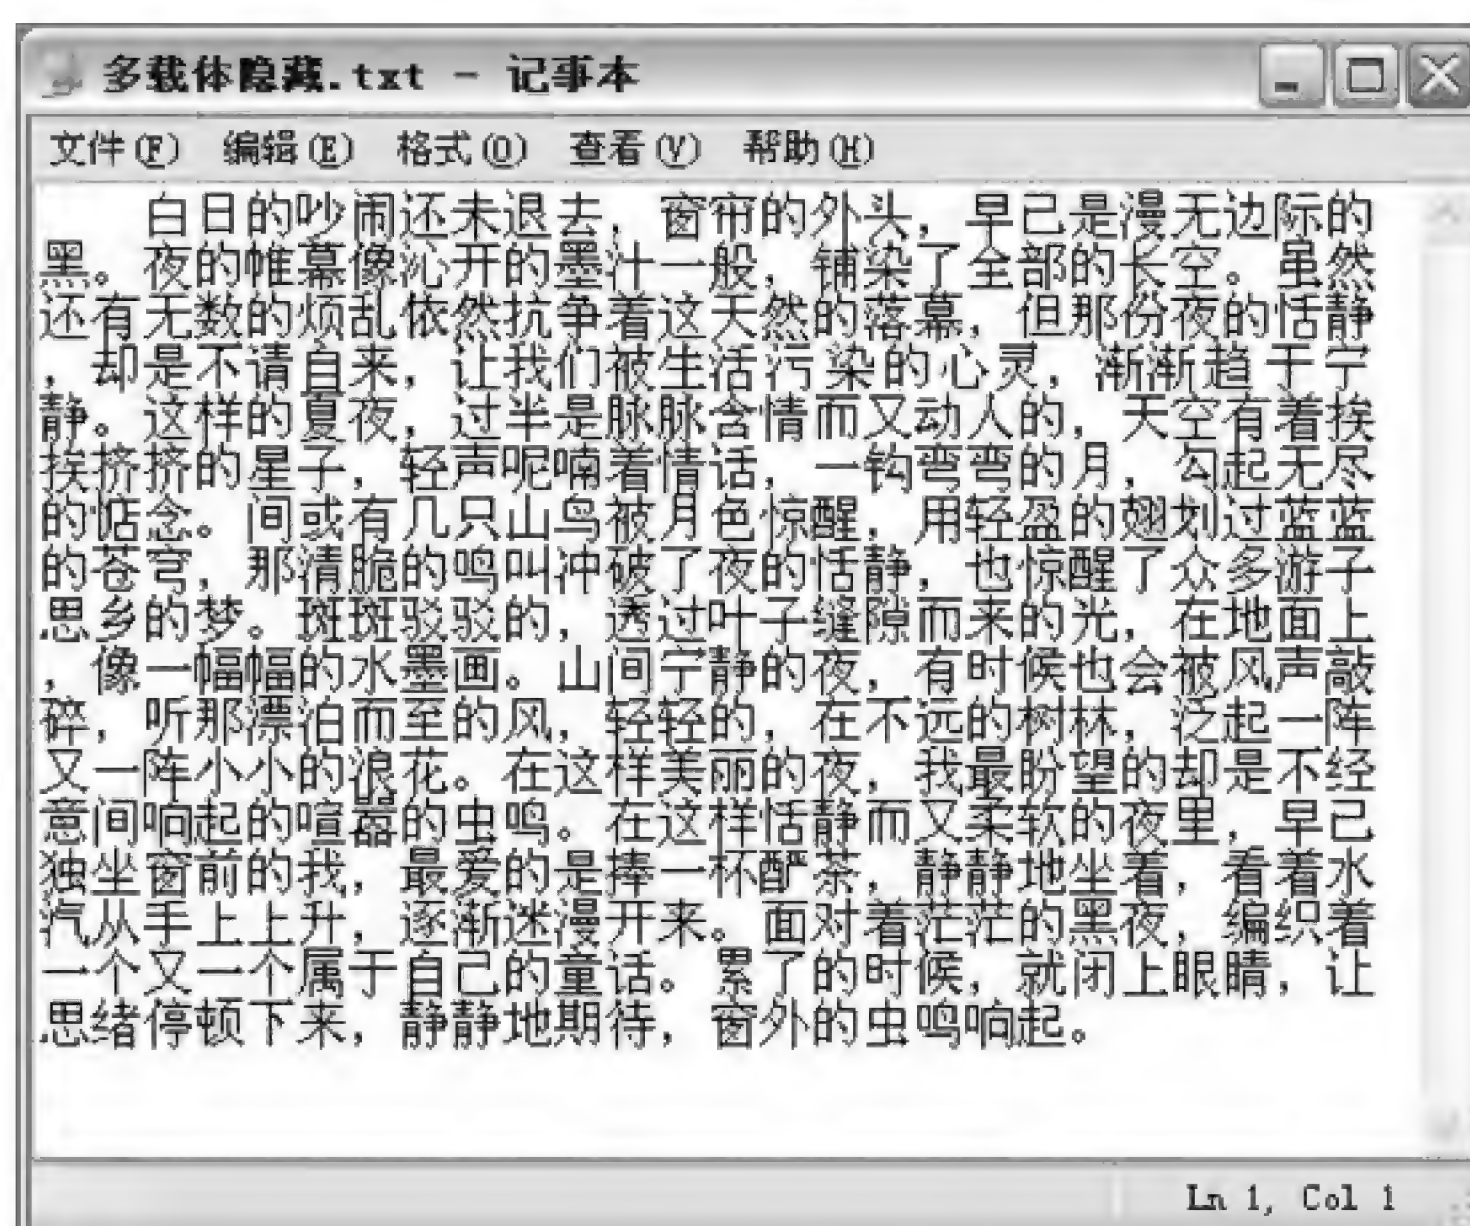 多载体隐藏.txt - 记事本
文件(F) 编辑(E) 格式(O) 查看(V) 帮助(H)
白日的吵闹还未退去，窗帘的外头，早已是漫无边际的
黑。夜的帷幕像沁开的墨汁一般，铺染了全部的长空。虽然
还有无数的烦乱依然抗争着这天然的落幕，但那份夜的恬静
，却是不请自来，让我们被生活污染的心灵，渐渐趋于宁
静。这样的夏夜，过半是脉脉含情而又动人的，天空有着挨
挨挤挤的星子，轻声呢喃着情话，一钩弯弯的月，勾起无尽
的惦念。间或有几只山鸟被月色惊醒，用轻盈的翅划过蓝蓝
的苍穹，那清脆的鸣叫冲破了夜的恬静，也惊醒了众多游子
思乡的梦。斑斑驳驳的，透过叶子缝隙而来的光，在地面上
，像一幅幅的水墨画。山间宁静的夜，有时候也会被风声敲
碎，听那漂泊而至的风，轻轻的，在不远的树林，泛起一阵
又一阵小小的浪花。在这样美丽的夜，我最盼望的却是不经
意间响起的喧嚣的虫鸣。在这样恬静而又柔软的夜里，早已
独坐窗前的我，最爱的是捧一杯酽茶，静静地坐着，看着水
汽从手上上升，逐渐迷漫开来。面对着茫茫的黑夜，编织着
一个又一个属于自己的童话。累了的时候，就闭上眼睛，让
思绪停顿下来，静静地期待，窗外的虫鸣响起。
Ln 1, Col 1